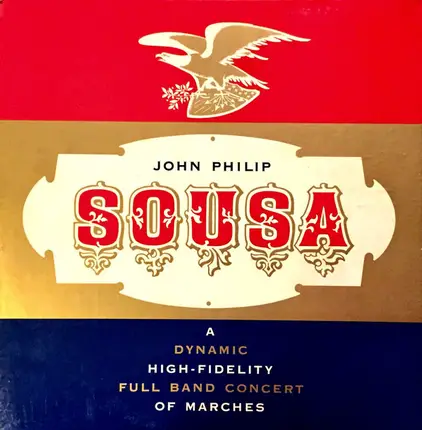 JOHN PHILIP
SOUSA
A
DYNAMIC
HIGH-FIDELITY
FULL BAND CONCERT
OF MARCHES